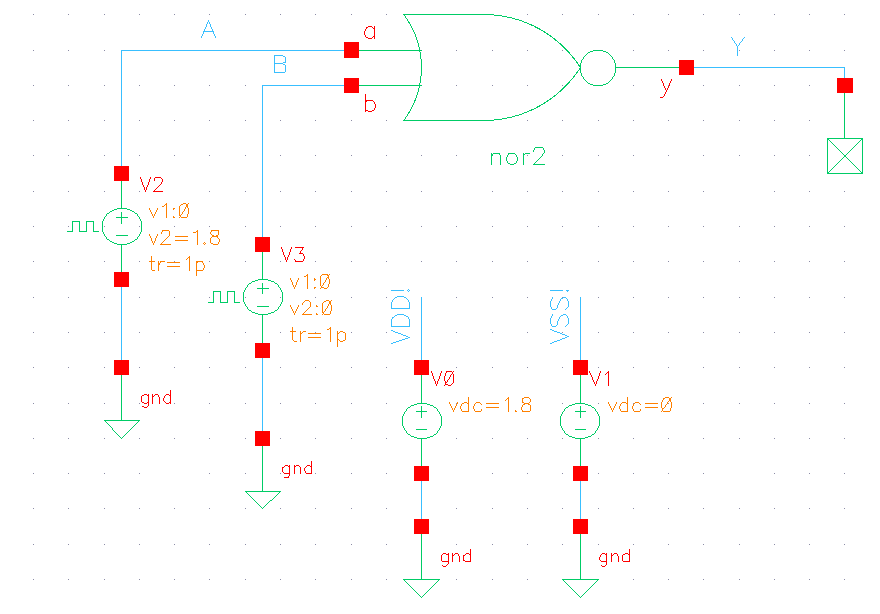 A
a
B
b
Y
y
nor2
V2
v1:0
v2=1.8
tr=1p
gnd
V3
v1:0
v2:0
tr=1p
gnd
VDD!
V0
vdc=1.8
gnd
VSS!
V1
vdc=0
gnd